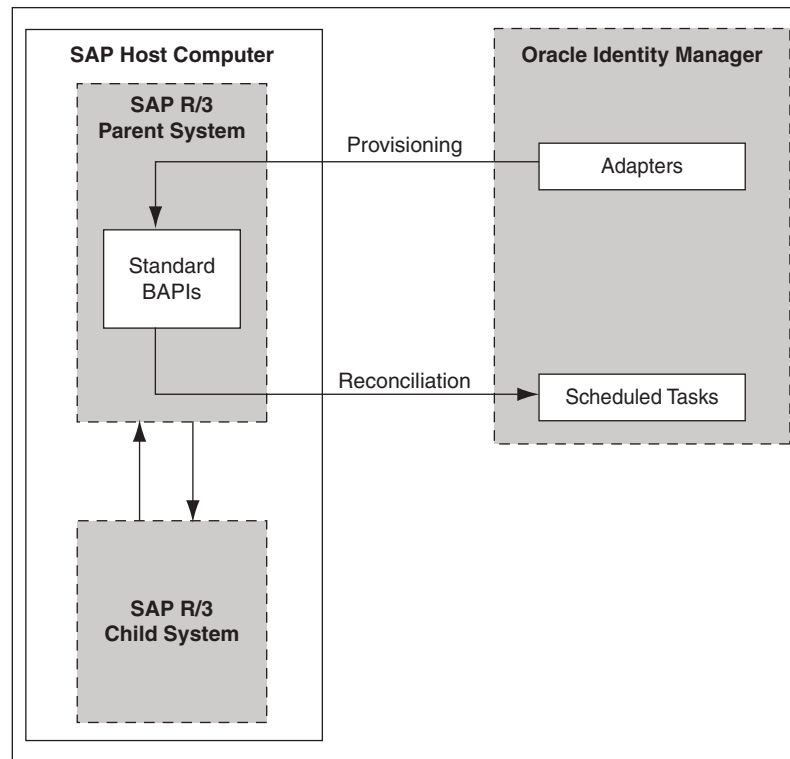 SAP Host Computer
SAP R/3
Parent System
Standard
BAPIs
SAP R/3
Child System
Provisioning
Reconciliation
Oracle Identity Manager
Adapters
Scheduled Tasks